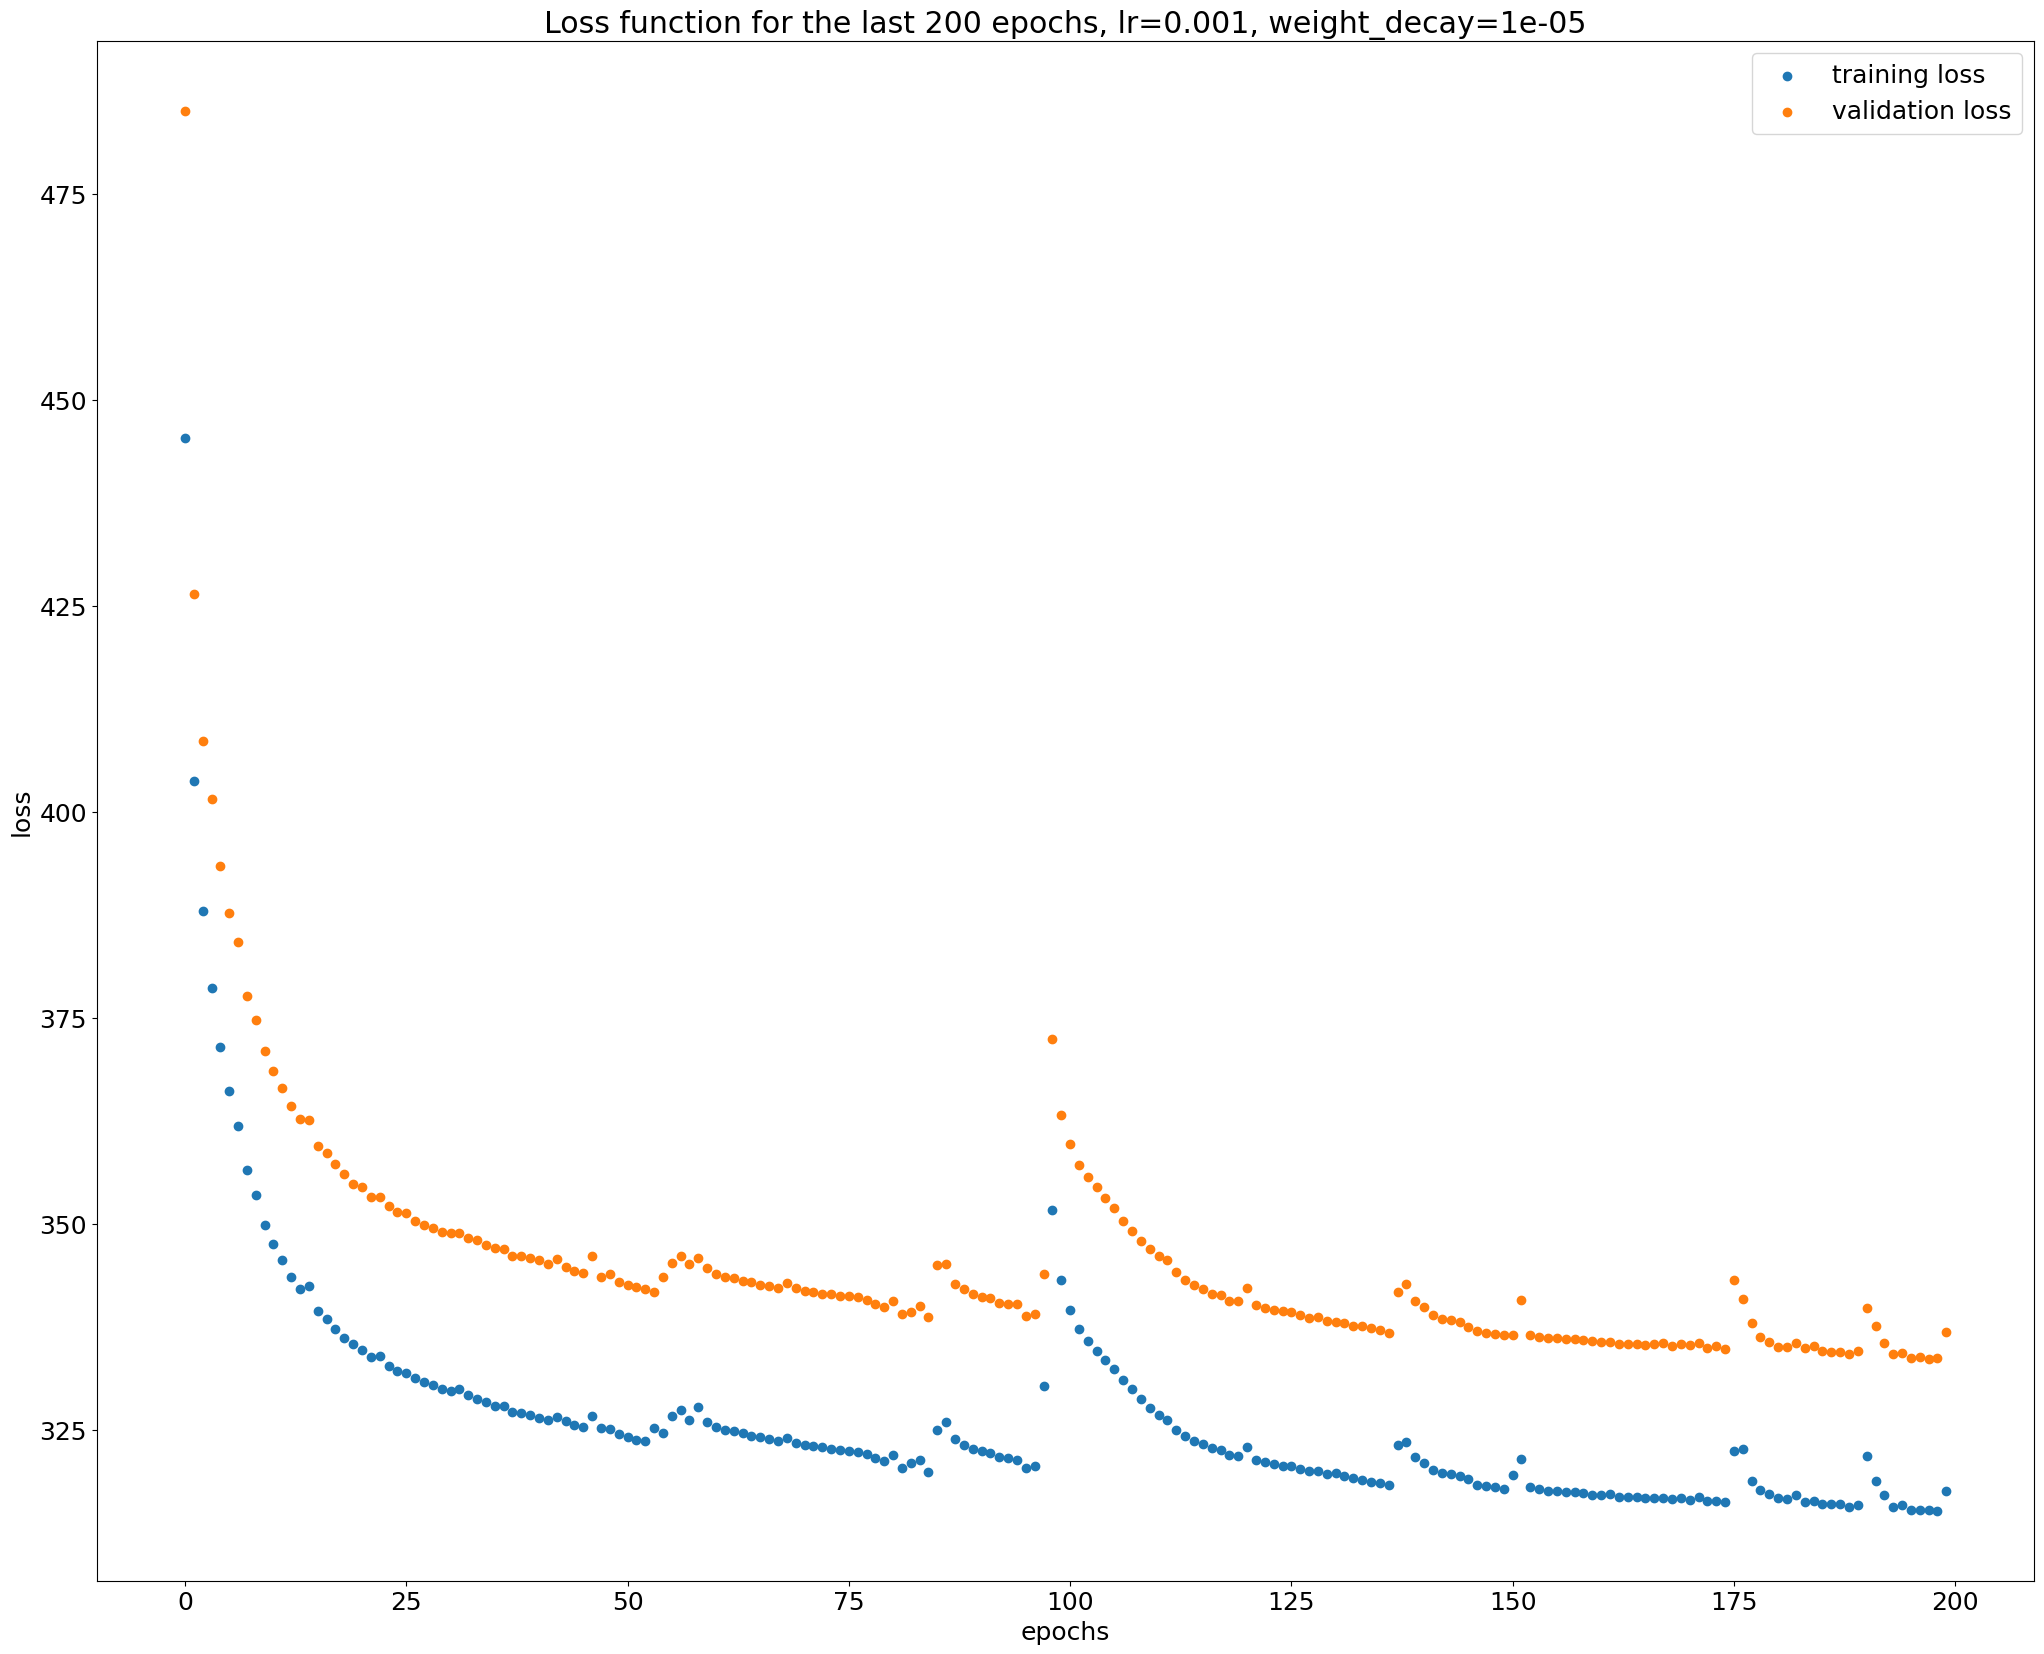 Loss function for the last 200 epochs, lr=0.001, weight_decay=1e-05
training loss
validation loss
475
450
425
400
375
350
325
loss
0 25 50 75 100 125 150 175 200
epochs